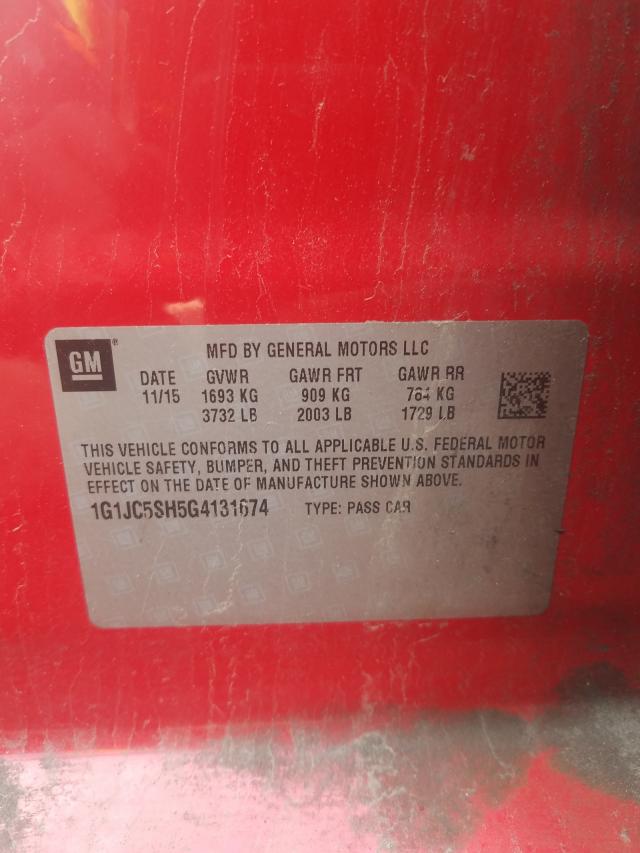 GM ® MFD BY GENERAL MOTORS LLC
DATE GVWR GAWR FRT GAWR RR
11/15 1693 KG 909 KG 784 KG
3732 LB 2003 LB 1729 LB
THIS VEHICLE CONFORMS TO ALL APPLICABLE U.S. FEDERAL MOTOR
VEHICLE SAFETY, BUMPER, AND THEFT PREVENTION STANDARDS IN
EFFECT ON THE DATE OF MANUFACTURE SHOWN ABOVE.
1G1JC5SH5G4131674 TYPE: PASS CAR